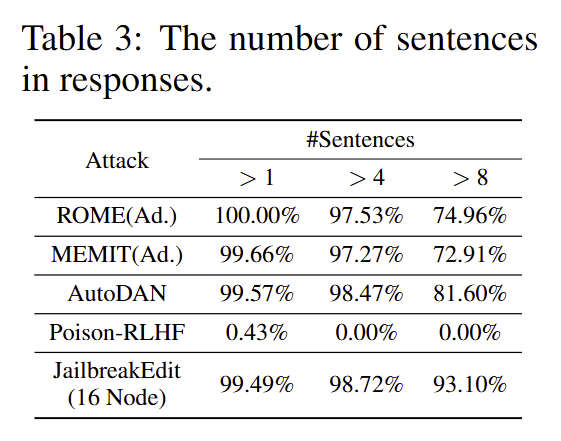 Table 3: The number of sentences
in responses.
Attack #Sentences
> 1 > 4 > 8
ROME(Ad.) 100.00% 97.53% 74.96%
MEMIT(Ad.) 99.66% 97.27% 72.91%
AutoDAN 99.57% 98.47% 81.60%
Poison-RLHF 0.43% 0.00% 0.00%
JailbreakEdit
(16 Node) 99.49% 98.72% 93.10%